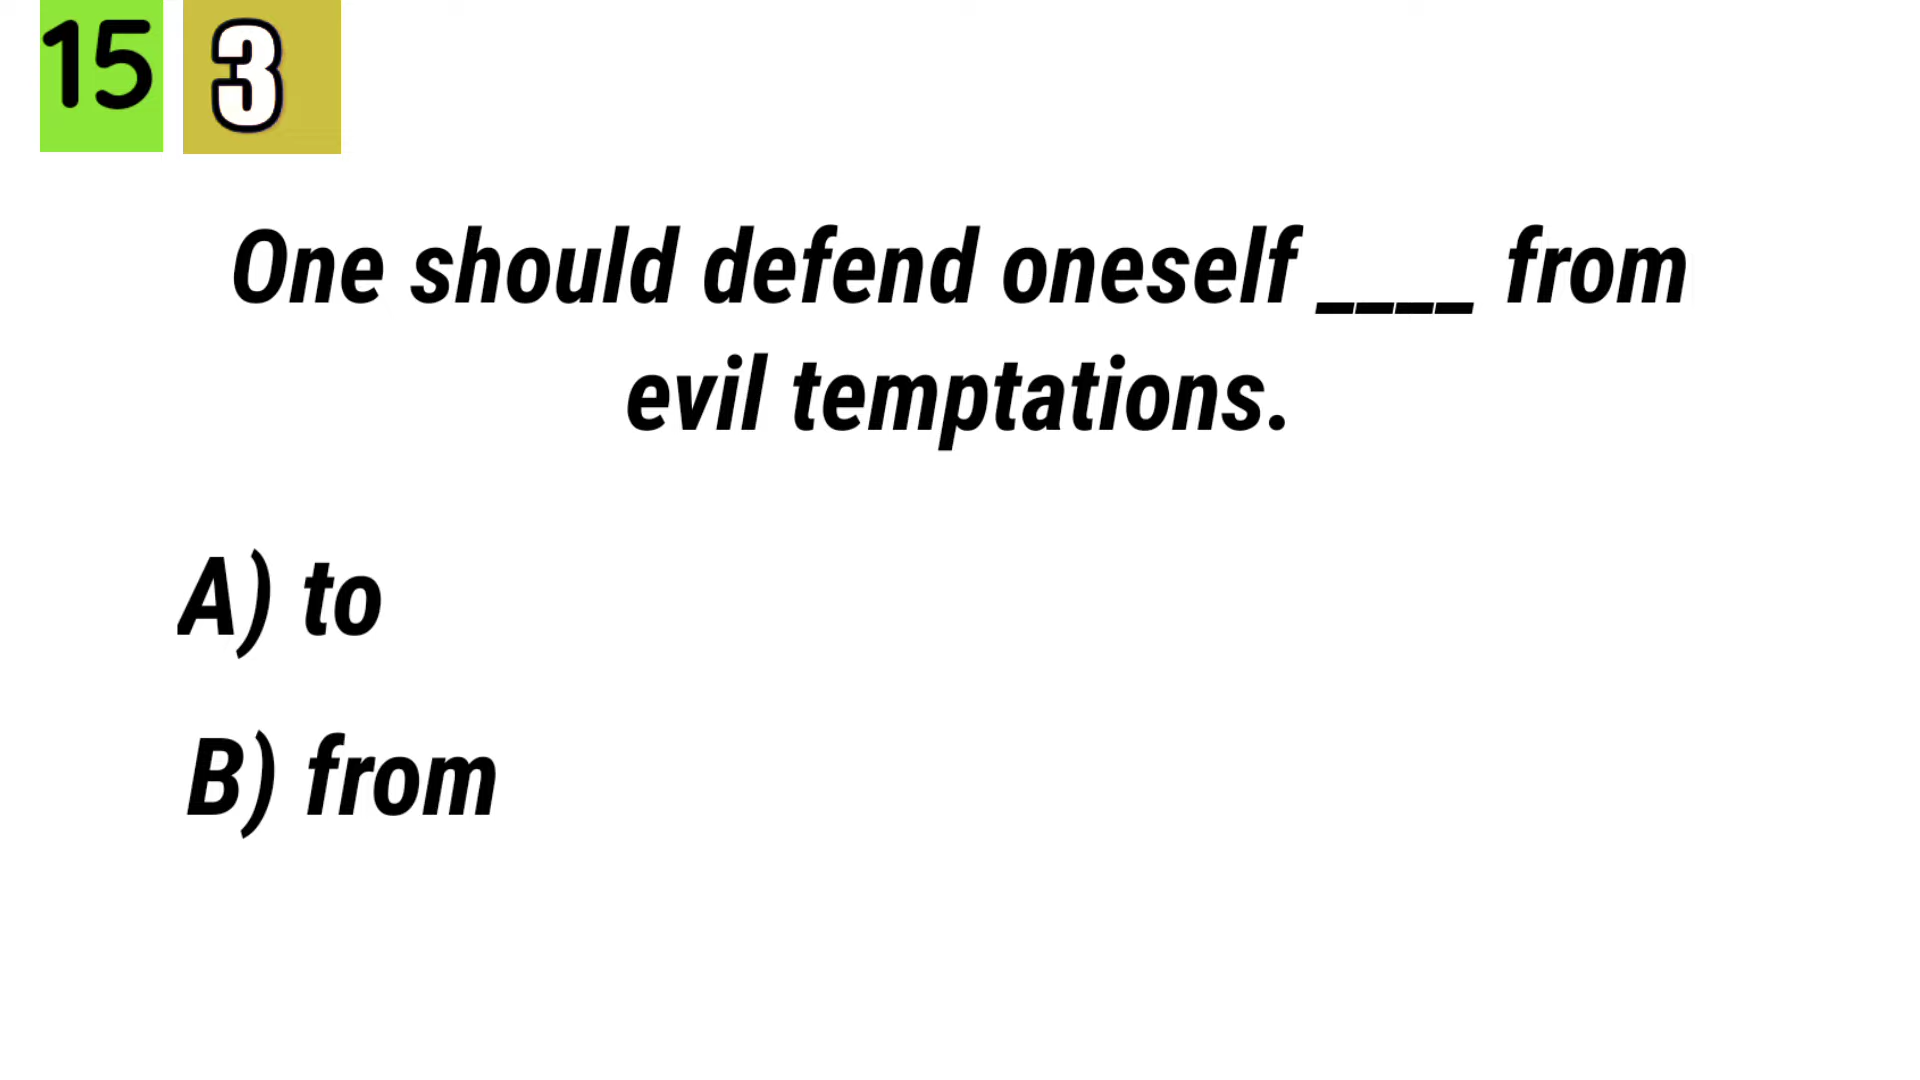 15 3
One should defend oneself ____ from
evil temptations.
A) to
B) from